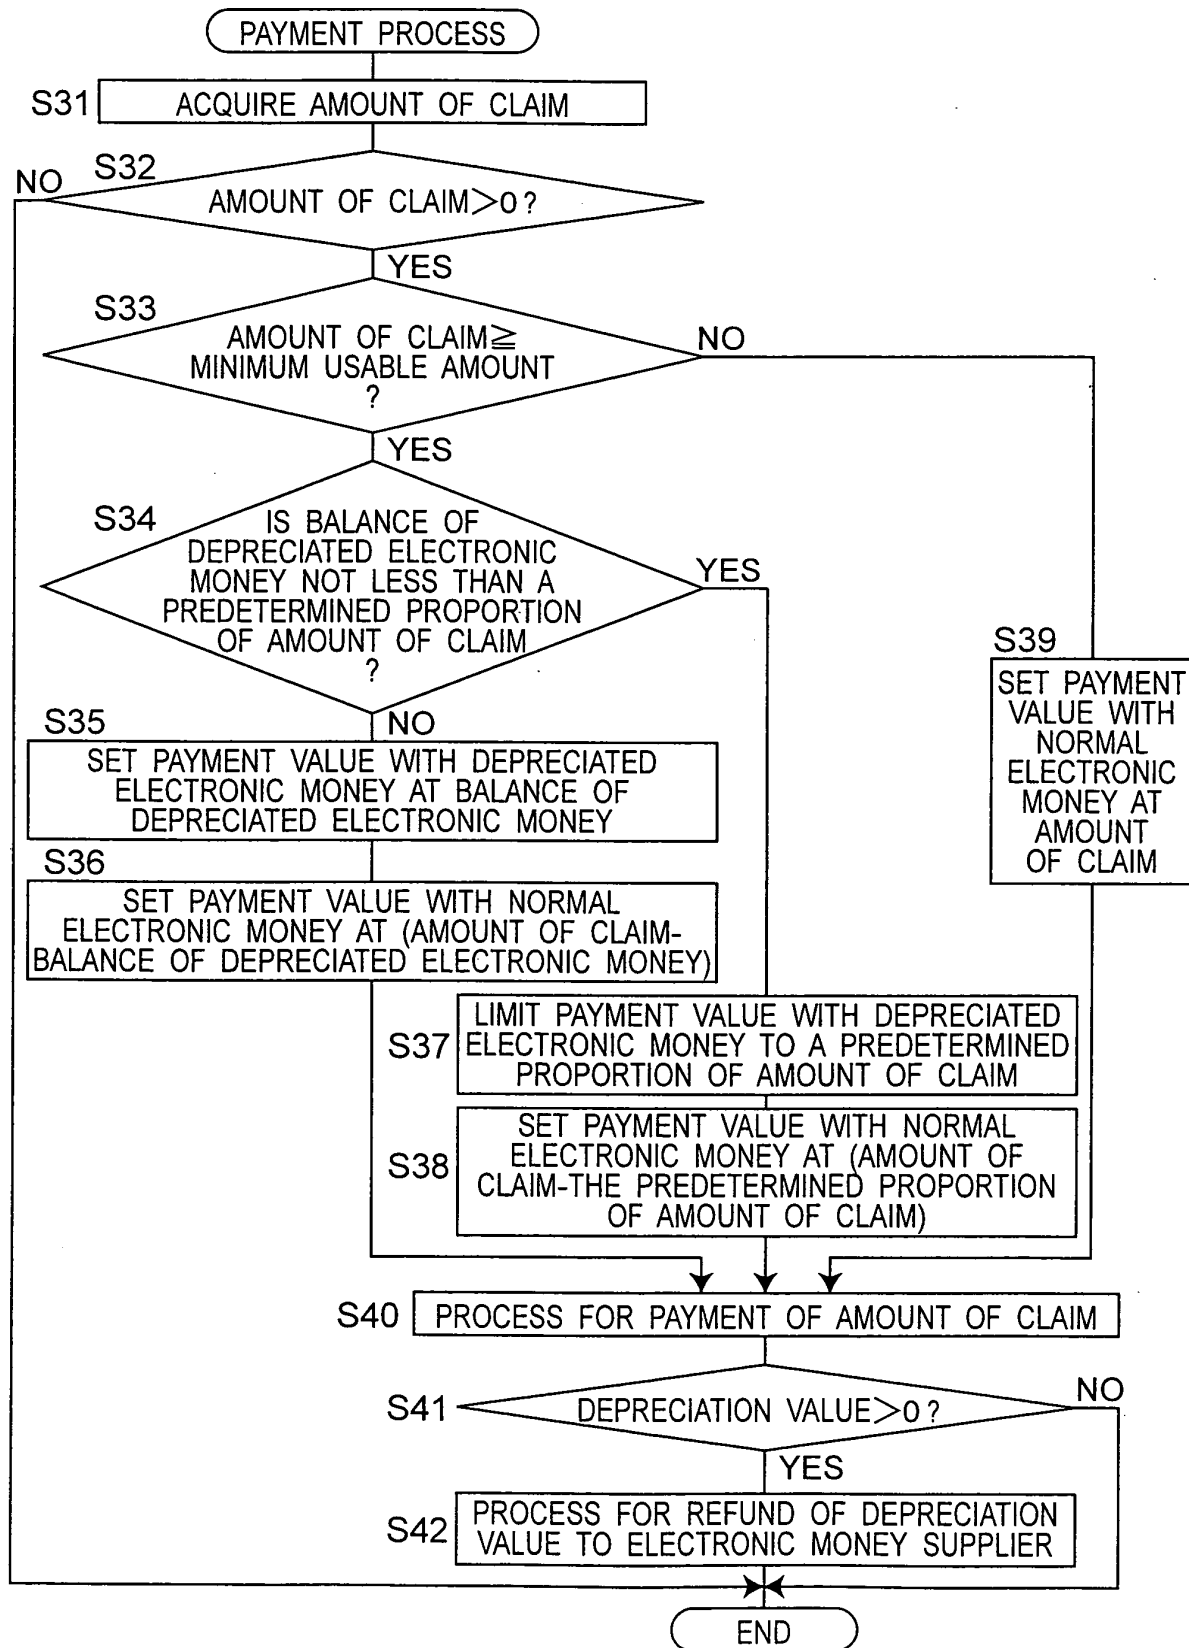 PAYMENT PROCESS
S31
ACQUIRE AMOUNT OF CLAIM
S32
NO
AMOUNT OF CLAIM>0?
YES
S33
AMOUNT OF CLAIM≧
MINIMUM USABLE AMOUNT
?
NO
YES
S34
IS BALANCE OF
DEPRECIATED ELECTRONIC
MONEY NOT LESS THAN A
PREDETERMINED PROPORTION
OF AMOUNT OF CLAIM
?
YES
NO
S35
SET PAYMENT VALUE WITH DEPRECIATED
ELECTRONIC MONEY AT BALANCE OF
DEPRECIATED ELECTRONIC MONEY
S36
SET PAYMENT VALUE WITH NORMAL
ELECTRONIC MONEY AT (AMOUNT OF CLAIM-
BALANCE OF DEPRECIATED ELECTRONIC MONEY)
S39
SET PAYMENT
VALUE WITH
NORMAL
ELECTRONIC
MONEY AT
AMOUNT
OF CLAIM
S37
LIMIT PAYMENT VALUE WITH DEPRECIATED
ELECTRONIC MONEY TO A PREDETERMINED
PROPORTION OF AMOUNT OF CLAIM
S38
SET PAYMENT VALUE WITH NORMAL
ELECTRONIC MONEY AT (AMOUNT OF
CLAIM-THE PREDETERMINED PROPORTION
OF AMOUNT OF CLAIM)
S40
PROCESS FOR PAYMENT OF AMOUNT OF CLAIM
S41
DEPRECIATION VALUE>0?
NO
YES
S42
PROCESS FOR REFUND OF DEPRECIATION
VALUE TO ELECTRONIC MONEY SUPPLIER
END